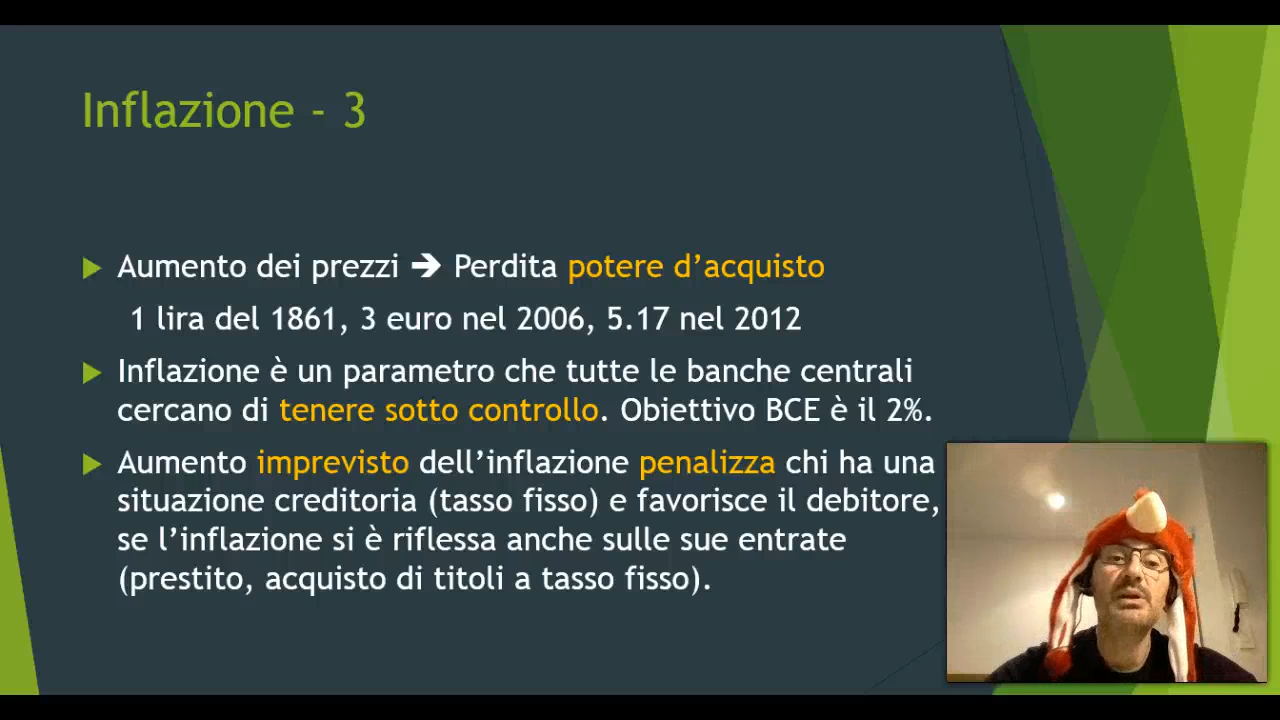 Inflazione - 3
Aumento dei prezzi ➔ Perdita potere d’acquisto
1 lira del 1861, 3 euro nel 2006, 5.17 nel 2012
Inflazione è un parametro che tutte le banche centrali
cercano di tenere sotto controllo. Obiettivo BCE è il 2%.
Aumento imprevisto dell’inflazione penalizza chi ha una
situazione creditoria (tasso fisso) e favorisce il debitore,
se l’inflazione si è riflessa anche sulle sue entrate
(prestito, acquisto di titoli a tasso fisso).